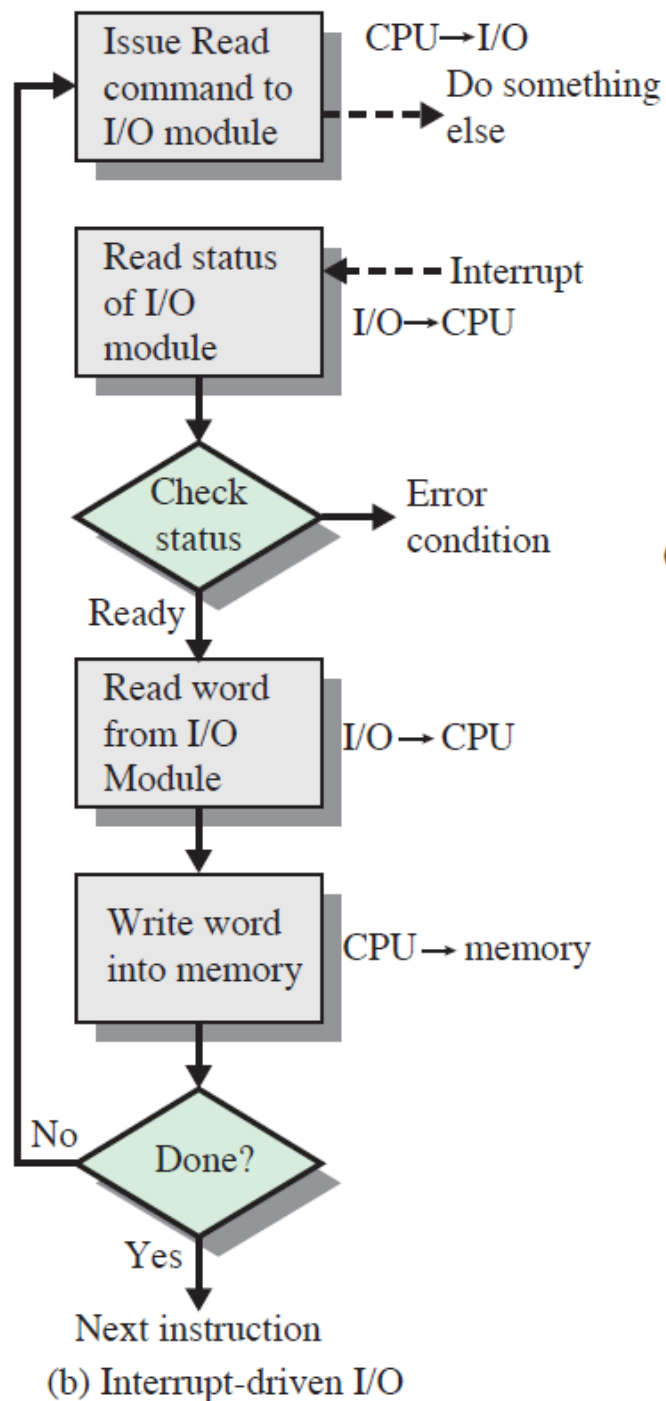 Issue Read
command to
I/O module
CPU→I/O
Do something
else
Read status
of I/O
module
Interrupt
I/O→CPU
Check
status
Error
condition
Ready
Read word
from I/O
Module
I/O→CPU
Write word
into memory
CPU→memory
No
Done?
Yes
Next instruction
(b) Interrupt-driven I/O